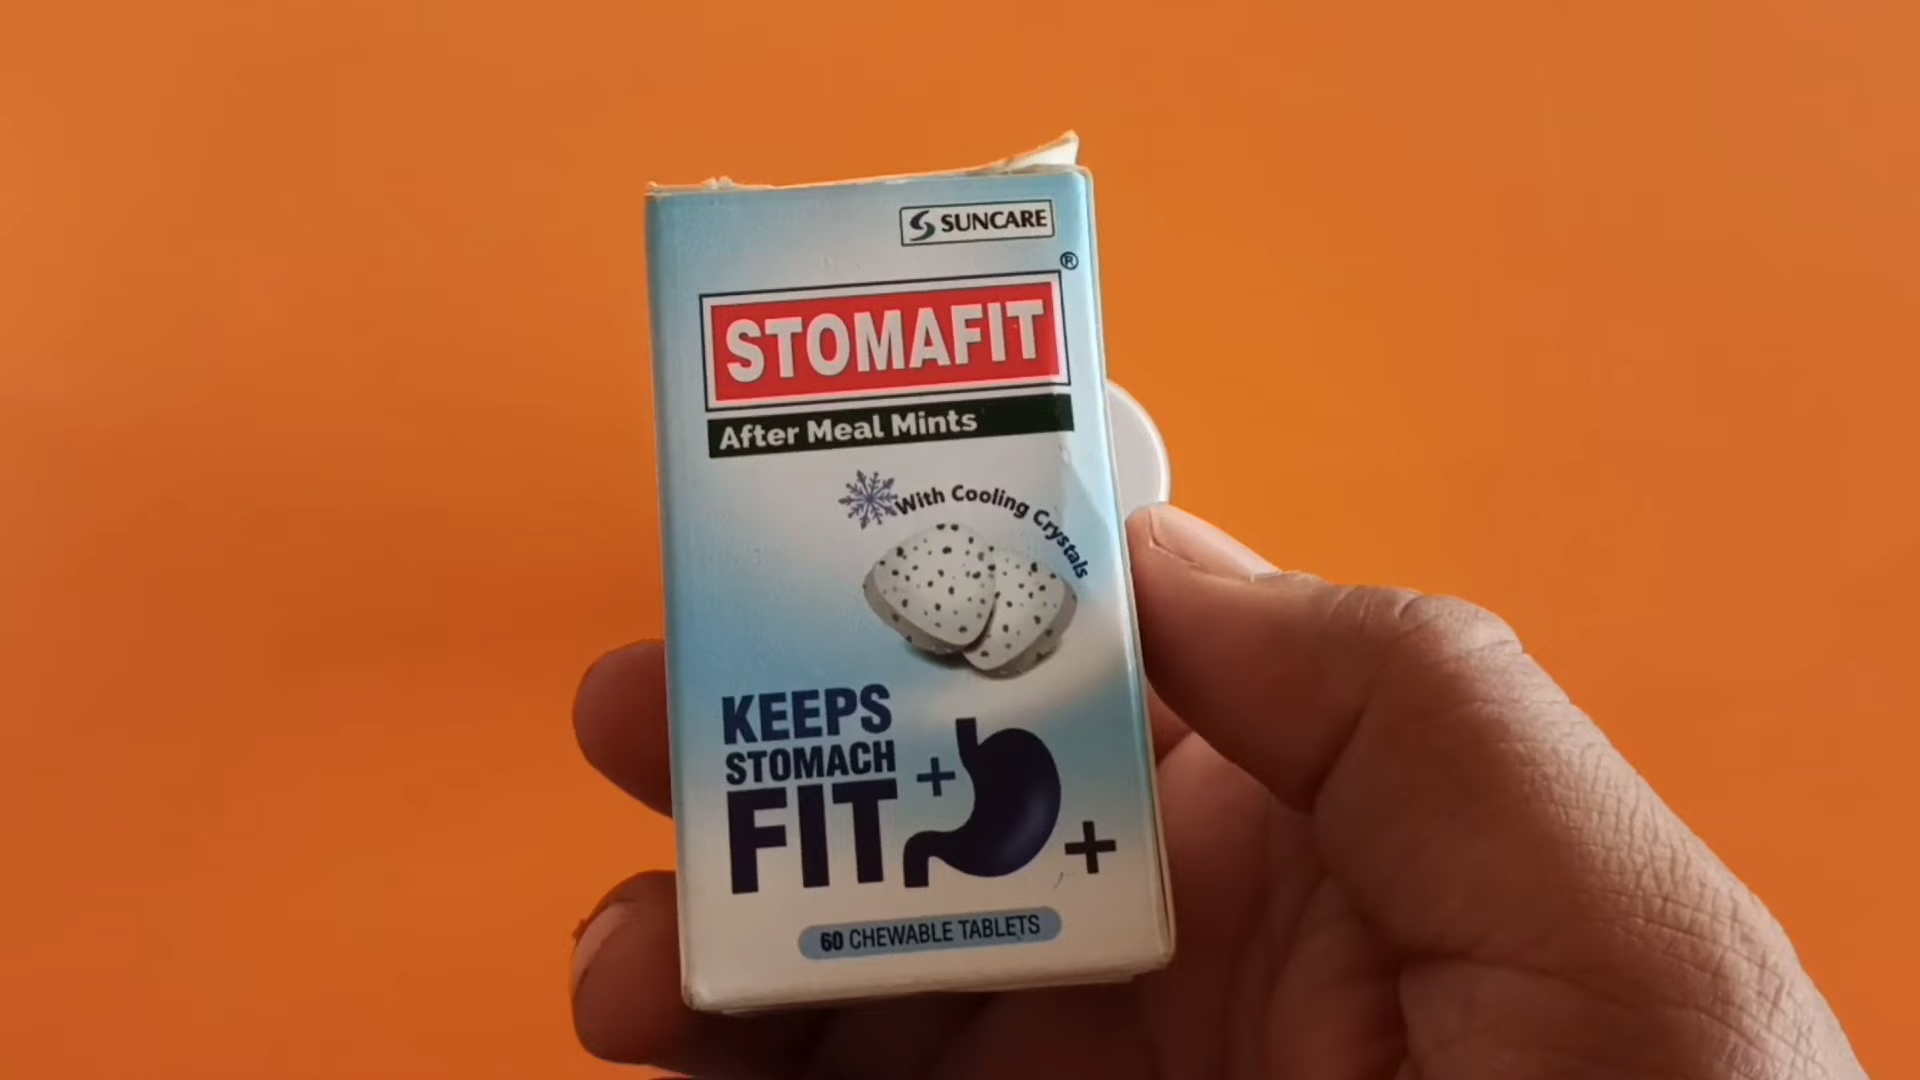 SUNCARE
®
STOMAFIT
After Meal Mints
With Cooling Crystals
KEEPS
STOMACH
FIT
60 CHEWABLE TABLETS